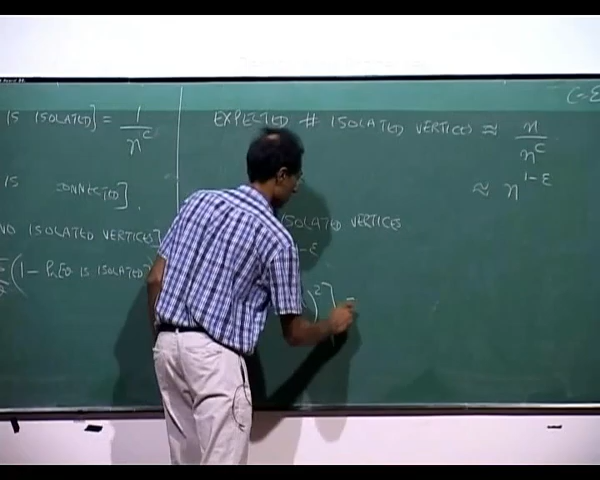 IS ISOLATED] = 1/n^c
IS CONNECTED].
NO ISOLATED VERTICES]
(1 - Pr[ IS ISOLATED
C=ε
EXPECTED # ISOLATED VERTICES ≈ n/n^c
≈ n^1-ε
ISOLATED VERTICES
-ε
)^2] =